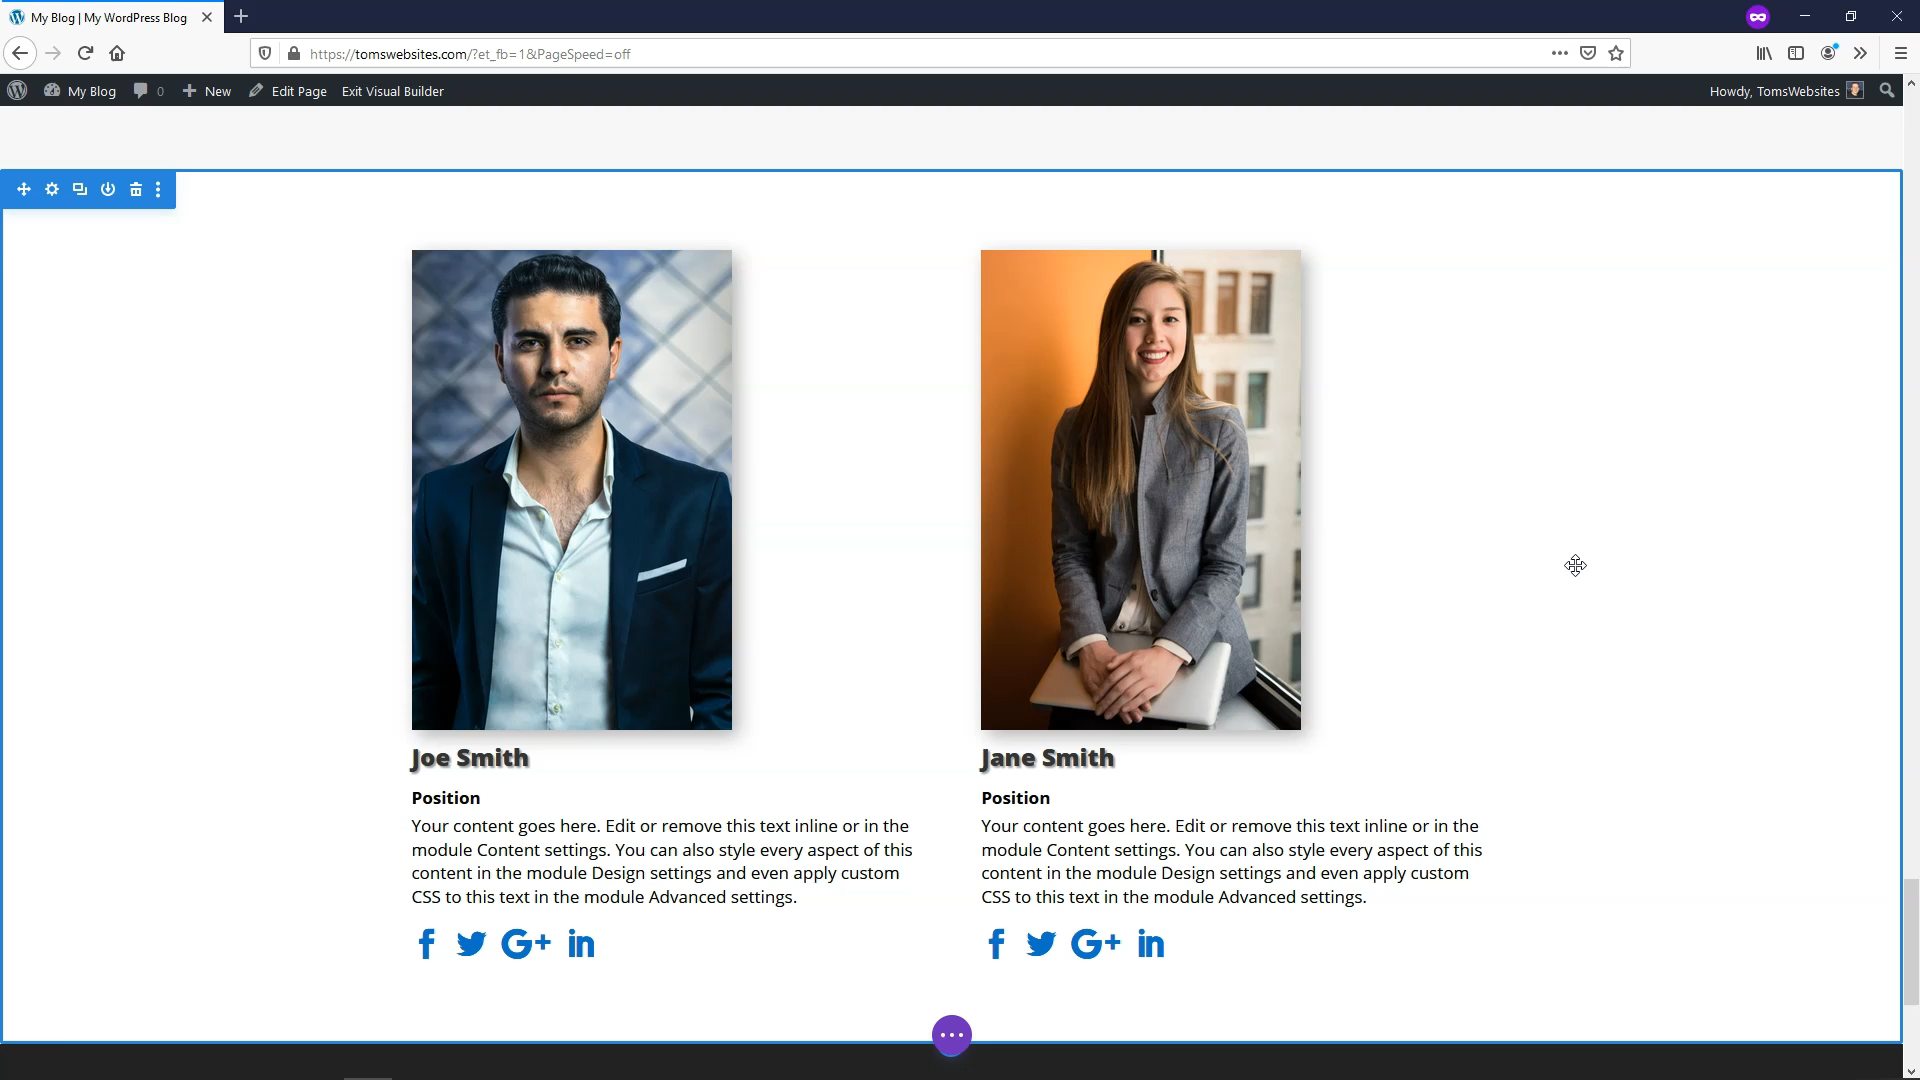 My Blog | My WordPress Blog
https://tomswebsites.com/?et_fb=1&PageSpeed=off
My Blog 0 New Edit Page Exit Visual Builder Howdy, TomsWebsites
Joe Smith
Position
Your content goes here. Edit or remove this text inline or in the
module Content settings. You can also style every aspect of this
content in the module Design settings and even apply custom
CSS to this text in the module Advanced settings.
f G+ in
Jane Smith
Position
Your content goes here. Edit or remove this text inline or in the
module Content settings. You can also style every aspect of this
content in the module Design settings and even apply custom
CSS to this text in the module Advanced settings.
f G+ in